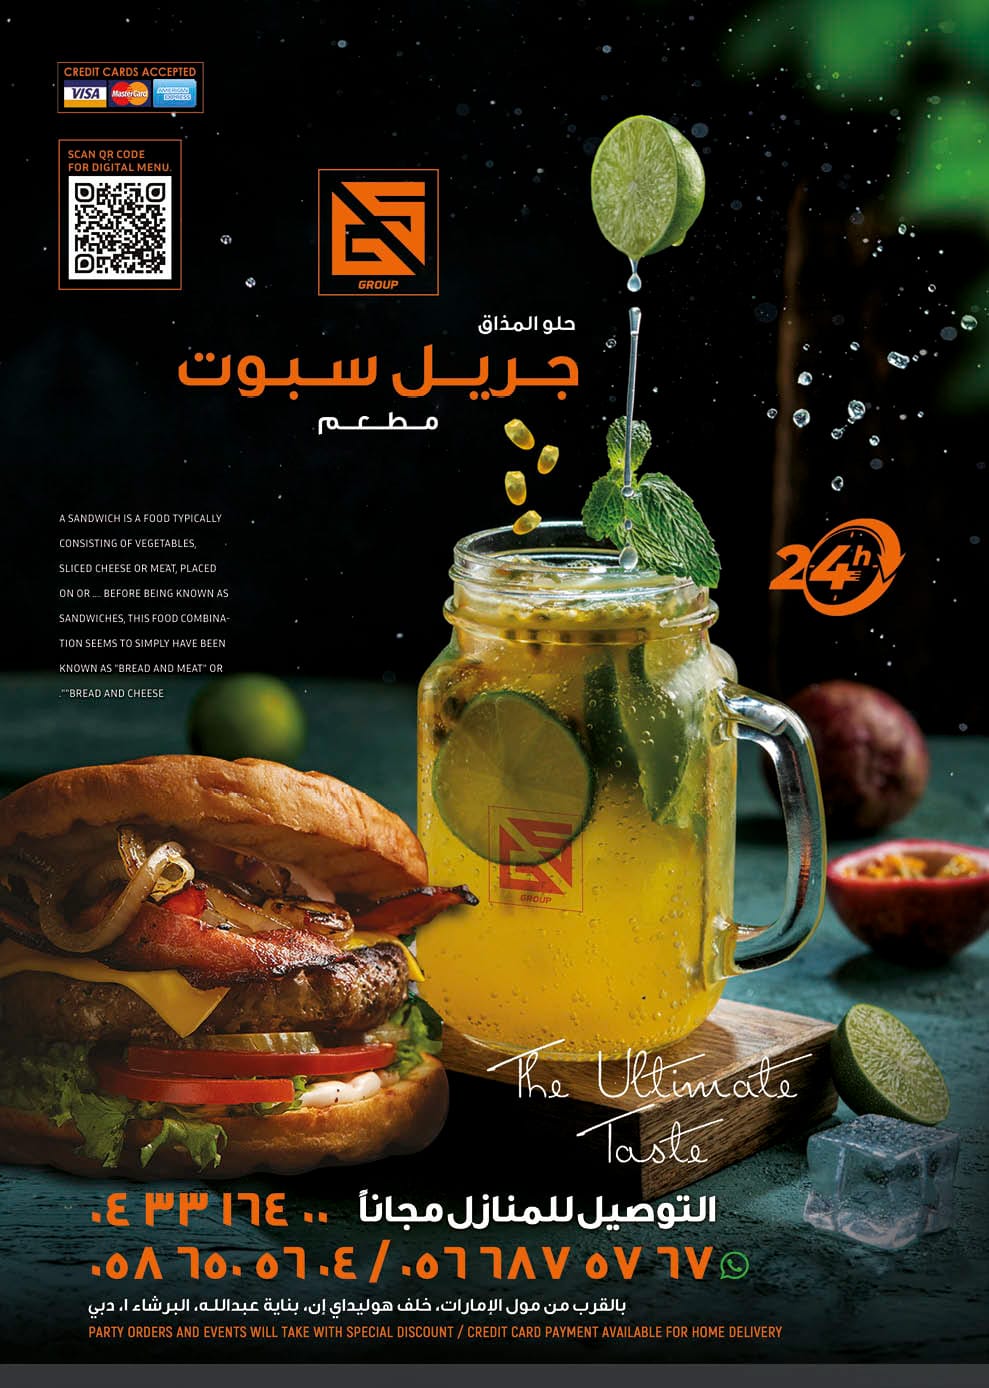 CREDIT CARDS ACCEPTED
VISA MasterCard AMERICAN EXPRESS
SCAN QR CODE
FOR DIGITAL MENU.
GS
GROUP
حلو المذاق
جريل سبوت
مطعم
A SANDWICH IS A FOOD TYPICALLY
CONSISTING OF VEGETABLES,
SLICED CHEESE OR MEAT, PLACED
ON OR .... BEFORE BEING KNOWN AS
SANDWICHES, THIS FOOD COMBINA-
TION SEEMS TO SIMPLY HAVE BEEN
KNOWN AS "BREAD AND MEAT" OR
.""BREAD AND CHEESE
24h
GS
GROUP
The Ultimate
Taste
التوصيل للمنازل مجاناً ٠٤ ٣٣ ١٦٤ ٠٠
٠٥٨ ٦٥٠ ٥٦ ٠٤ / ٠٥٦ ٦٨٧ ٥٧ ٦٧
بالقرب من مول الإمارات، خلف هوليداي إن، بناية عبدالله، البرشاء ١، دبي
PARTY ORDERS AND EVENTS WILL TAKE WITH SPECIAL DISCOUNT / CREDIT CARD PAYMENT AVAILABLE FOR HOME DELIVERY